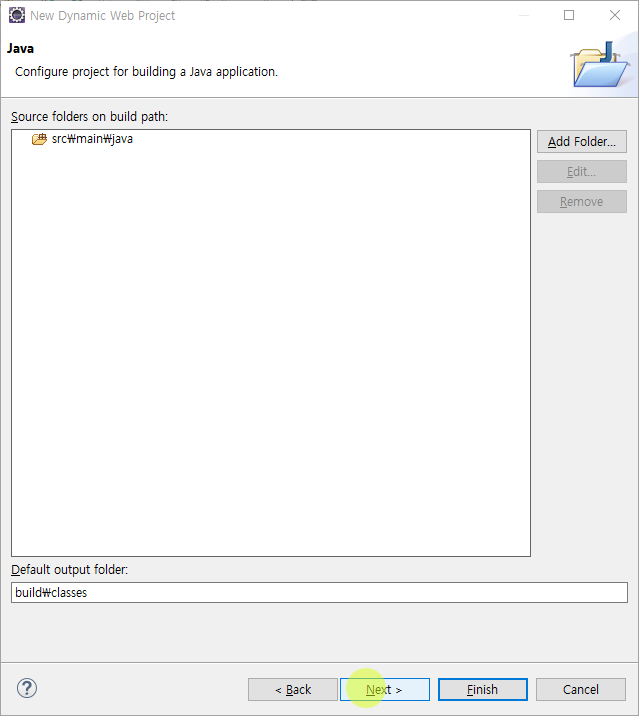 New Dynamic Web Project
Java
Configure project for building a Java application.
Source folders on build path:
src₩main₩java
Add Folder...
Edit...
Remove
Default output folder:
build₩classes
?
< Back
Next >
Finish
Cancel